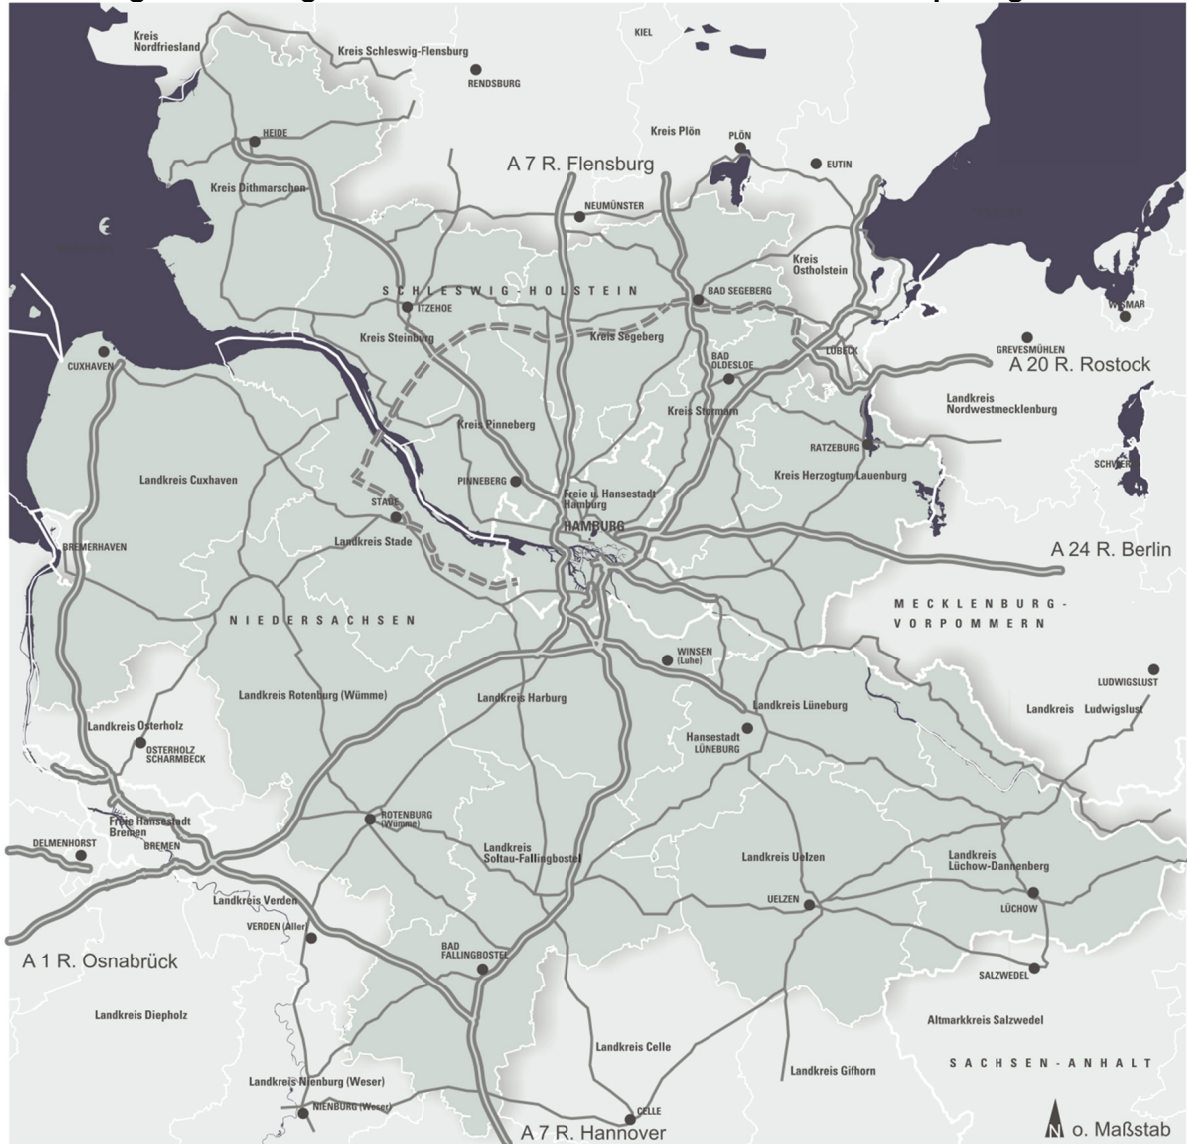 Kreis
Nordfriesland
Kreis Schleswig-Flensburg
KIEL
RENDSBURG
HEIDE
Kreis Plön
PLÖN
EUTIN
A 7 R. Flensburg
Kreis Dithmarschen
NEUMÜNSTER
Kreis
Ostholstein
SCHLESWIG-HOLSTEIN
BAD SEGEBERG
ITZEHOE
WISMAR
Kreis Steinburg
Kreis Segeberg
CUXHAVEN
BAD
OLDESLOE
LÜBECK
GREVESMÜHLEN
A 20 R. Rostock
Kreis Stormarn
Landkreis
Nordwestmecklenburg
Kreis Pinneberg
RATZEBURG
SCHWERIN
Landkreis Cuxhaven
PINNEBERG
Kreis Herzogtum Lauenburg
STADE
Freie u. Hansestadt
Hamburg
HAMBURG
Landkreis Stade
BREMERHAVEN
A 24 R. Berlin
NIEDERSACHSEN
MECKLENBURG-
VORPOMMERN
WINSEN
(Luhe)
LUDWIGSLUST
Landkreis Rotenburg (Wümme)
Landkreis Harburg
Landkreis Lüneburg
Landkreis Ludwigslust
Landkreis Osterholz
OSTERHOLZ
SCHARMBECK
Hansestadt
LÜNEBURG
ROTENBURG
(Wümme)
Freie Hansestadt
Bremen
BREMEN
DELMENHORST
Landkreis
Soltau-Fallingbostel
Landkreis Uelzen
Landkreis
Lüchow-Dannenberg
Landkreis Verden
UELZEN
LÜCHOW
VERDEN (Aller)
BAD
FALLINGBOSTEL
A 1 R. Osnabrück
SALZWEDEL
Landkreis Diepholz
Altmarkkreis Salzwedel
Landkreis Celle
SACHSEN-ANHALT
Landkreis Gifhorn
Landkreis Nienburg (Weser)
NIENBURG (Weser)
CELLE
A 7 R. Hannover
N
o. Maßstab